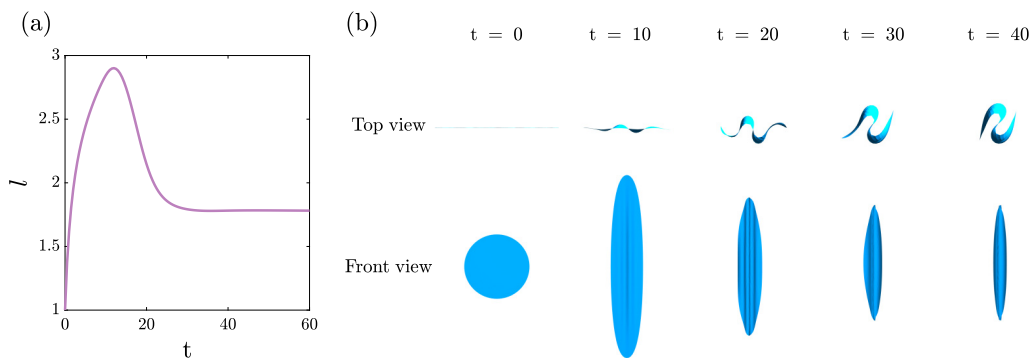 (a)
3
2.5
2
1.5
1
l
0 20 40 60
t
(b)
t = 0 t = 10 t = 20 t = 30 t = 40
Top view
Front view